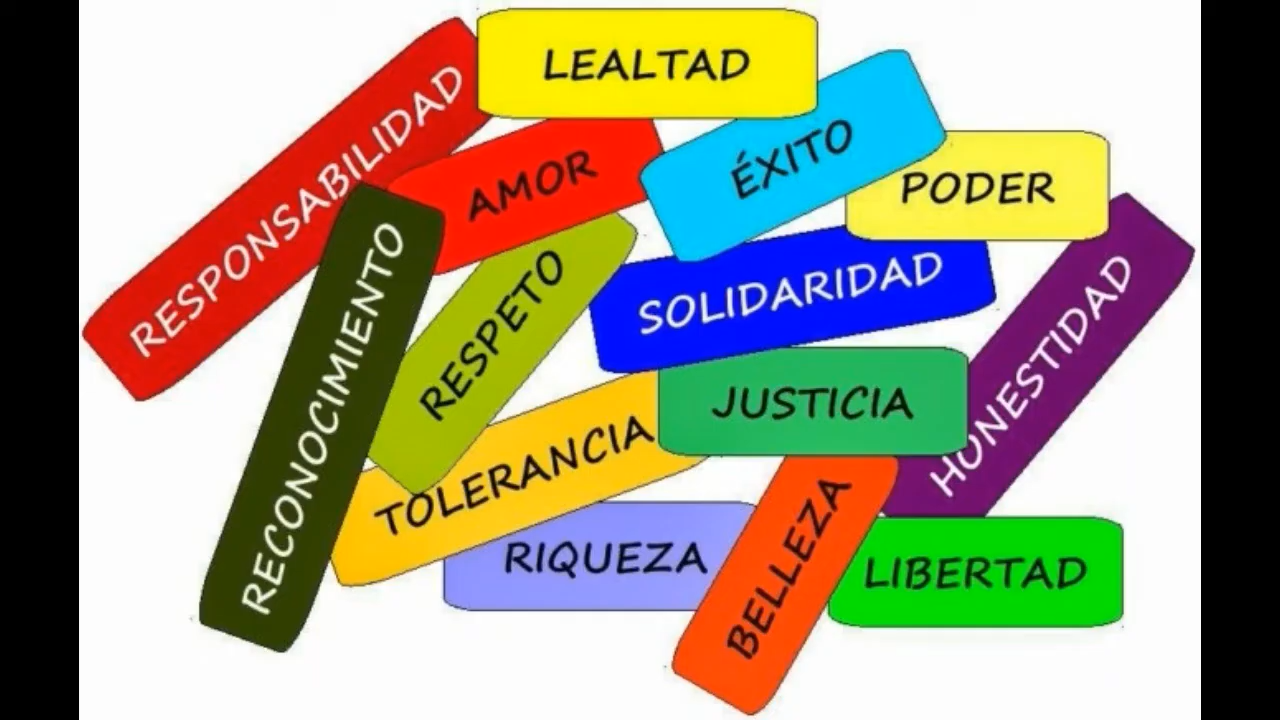 LEALTAD
RESPONSABILIDAD
AMOR
ÉXITO
PODER
RECONOCIMIENTO
RESPETO
SOLIDARIDAD
HONESTIDAD
JUSTICIA
TOLERANCIA
RIQUEZA
BELLEZA
LIBERTAD